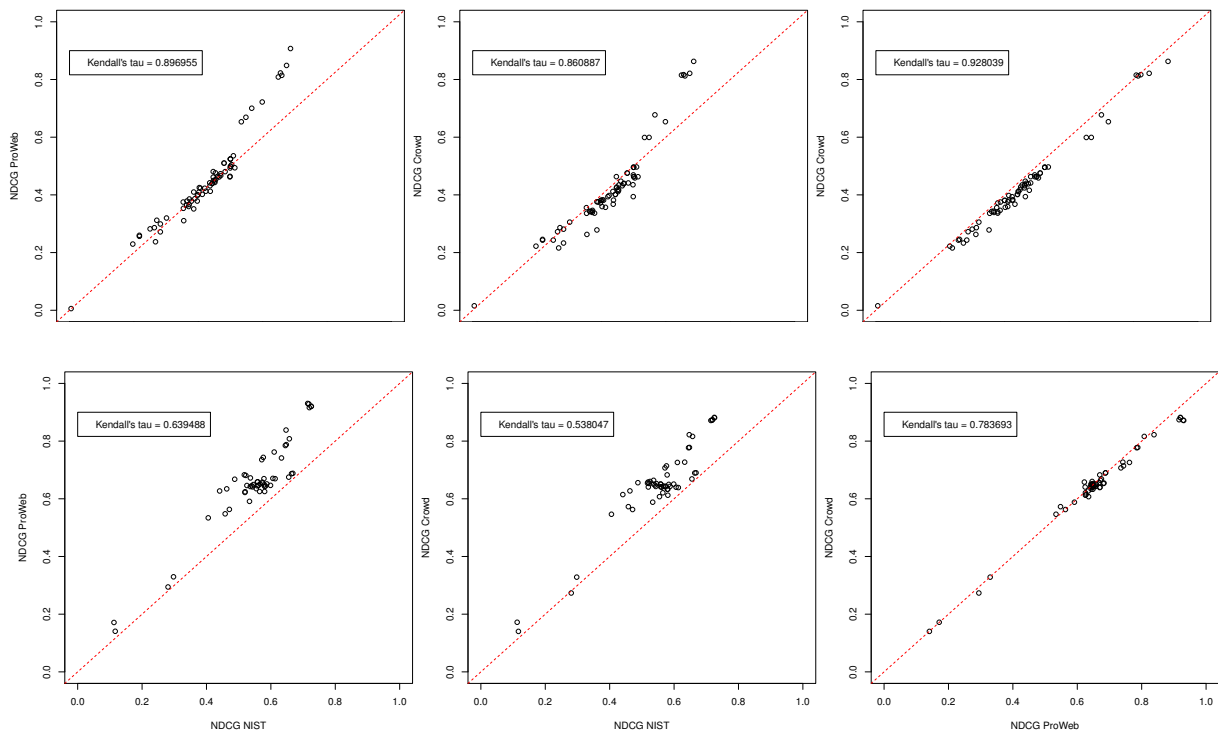 Kendall's tau = 0.896955
NDCG ProWeb
0.0
0.2
0.4
0.6
0.8
1.0
Kendall's tau = 0.860887
NDCG Crowd
0.0
0.2
0.4
0.6
0.8
1.0
Kendall's tau = 0.928039
NDCG Crowd
0.0
0.2
0.4
0.6
0.8
1.0
Kendall's tau = 0.639488
NDCG ProWeb
0.0
0.2
0.4
0.6
0.8
1.0
0.0 0.2 0.4 0.6 0.8 1.0
NDCG NIST
Kendall's tau = 0.538047
NDCG Crowd
0.0
0.2
0.4
0.6
0.8
1.0
0.0 0.2 0.4 0.6 0.8 1.0
NDCG NIST
Kendall's tau = 0.783693
NDCG Crowd
0.0
0.2
0.4
0.6
0.8
1.0
0.0 0.2 0.4 0.6 0.8 1.0
NDCG ProWeb